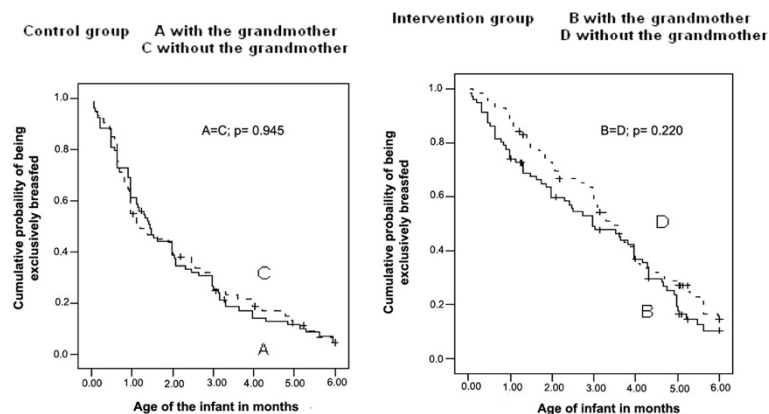 Control group A with the grandmother
C without the grandmother
Cumulative probaility of being
exclusively breasfed
1.0
0.8
0.6
0.4
0.2
0.0
A=C; p= 0.945
C
A
0.00 1.00 2.00 3.00 4.00 5.00 6.00
Age of the infant in months
Intervention group B with the grandmother
D without the grandmother
Cumulative probability of being
exclusively breasfed
1.0
0.8
0.6
0.4
0.2
0.0
B=D; p= 0.220
D
B
0.00 1.00 2.00 3.00 4.00 5.00 6.00
Age of infant in months